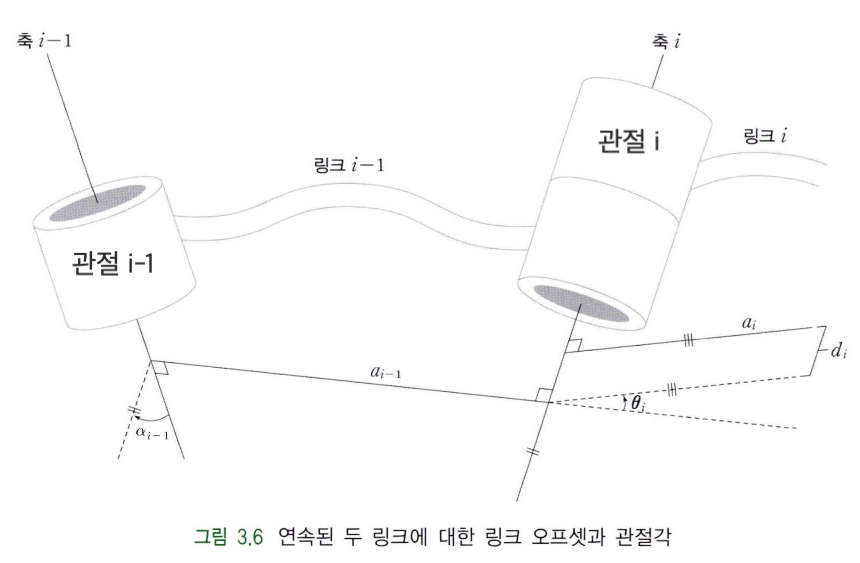 축 i−1
축 i
관절 i
링크 i
링크 i−1
관절 i-1
a_i
d_i
a_{i−1}
θ_i
α_{i−1}
그림 3.6 연속된 두 링크에 대한 링크 오프셋과 관절각